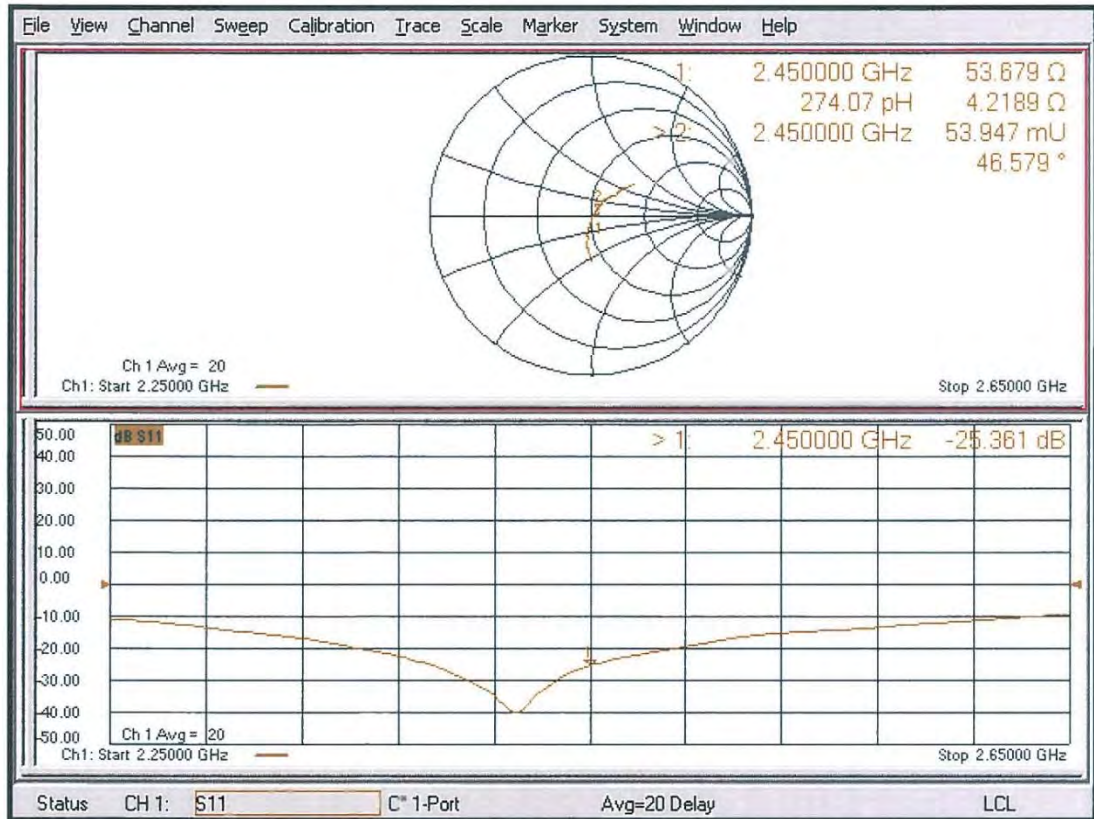 File View Channel Sweep Calibration Trace Scale Marker System Window Help
1: 2.450000 GHz 53.679 Ω
274.07 pH 4.2189 Ω
> 2: 2.450000 GHz 53.947 mU
46.579 °
2
1
Ch 1 Avg = 20
Ch1: Start 2.25000 GHz
Stop 2.65000 GHz
50.00
dB S11
> 1: 2.450000 GHz -25.361 dB
40.00
30.00
20.00
10.00
0.00
-10.00
-20.00
1
-30.00
-40.00
-50.00
Ch 1 Avg = 20
Ch1: Start 2.25000 GHz
Stop 2.65000 GHz
Status CH 1: S11 C* 1-Port Avg=20 Delay LCL